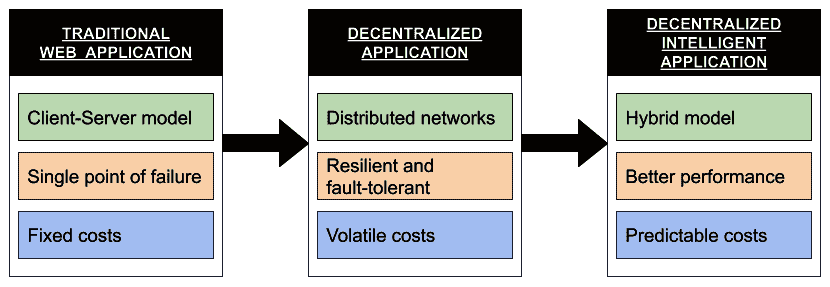 TRADITIONAL
WEB APPLICATION
Client-Server model
Single point of failure
Fixed costs
DECENTRALIZED
APPLICATION
Distributed networks
Resilient and
fault-tolerant
Volatile costs
DECENTRALIZED
INTELLIGENT
APPLICATION
Hybrid model
Better performance
Predictable costs